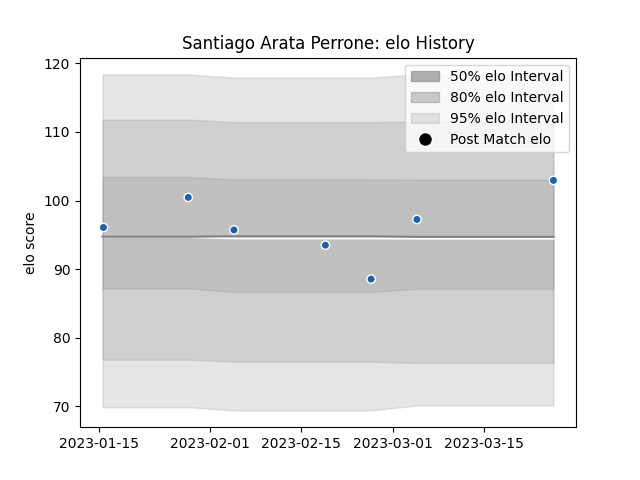 Santiago Arata Perrone: elo History
120
110
100
90
80
70
elo score
50% elo Interval
80% elo Interval
95% elo Interval
Post Match elo
2023-01-15
2023-02-01
2023-02-15
2023-03-01
2023-03-15